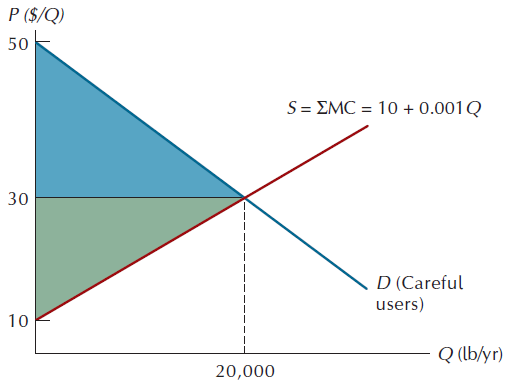 P ($/Q)
50
S = ΣMC = 10 + 0.001Q
30
D (Careful
users)
10
Q (lb/yr)
20,000